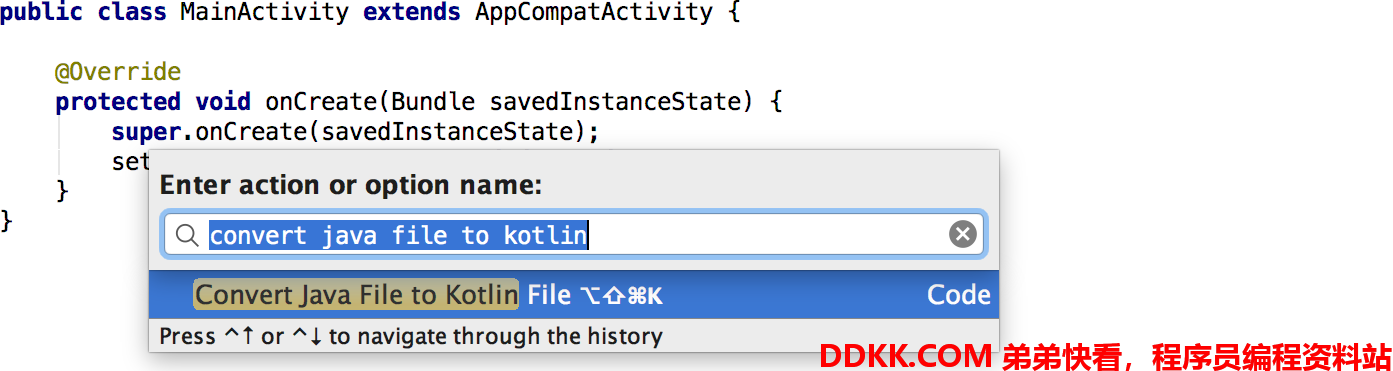 public class MainActivity extends AppCompatActivity {
@Override
protected void onCreate(Bundle savedInstanceState) {
super.onCreate(savedInstanceState);
set
}
}
Enter action or option name:
convert java file to kotlin
Convert Java File to Kotlin File ⌥⇧⌘K Code
Press ^↑ or ^↓ to navigate through the history
DDKK.COM 弟弟快看，程序员编程资料站